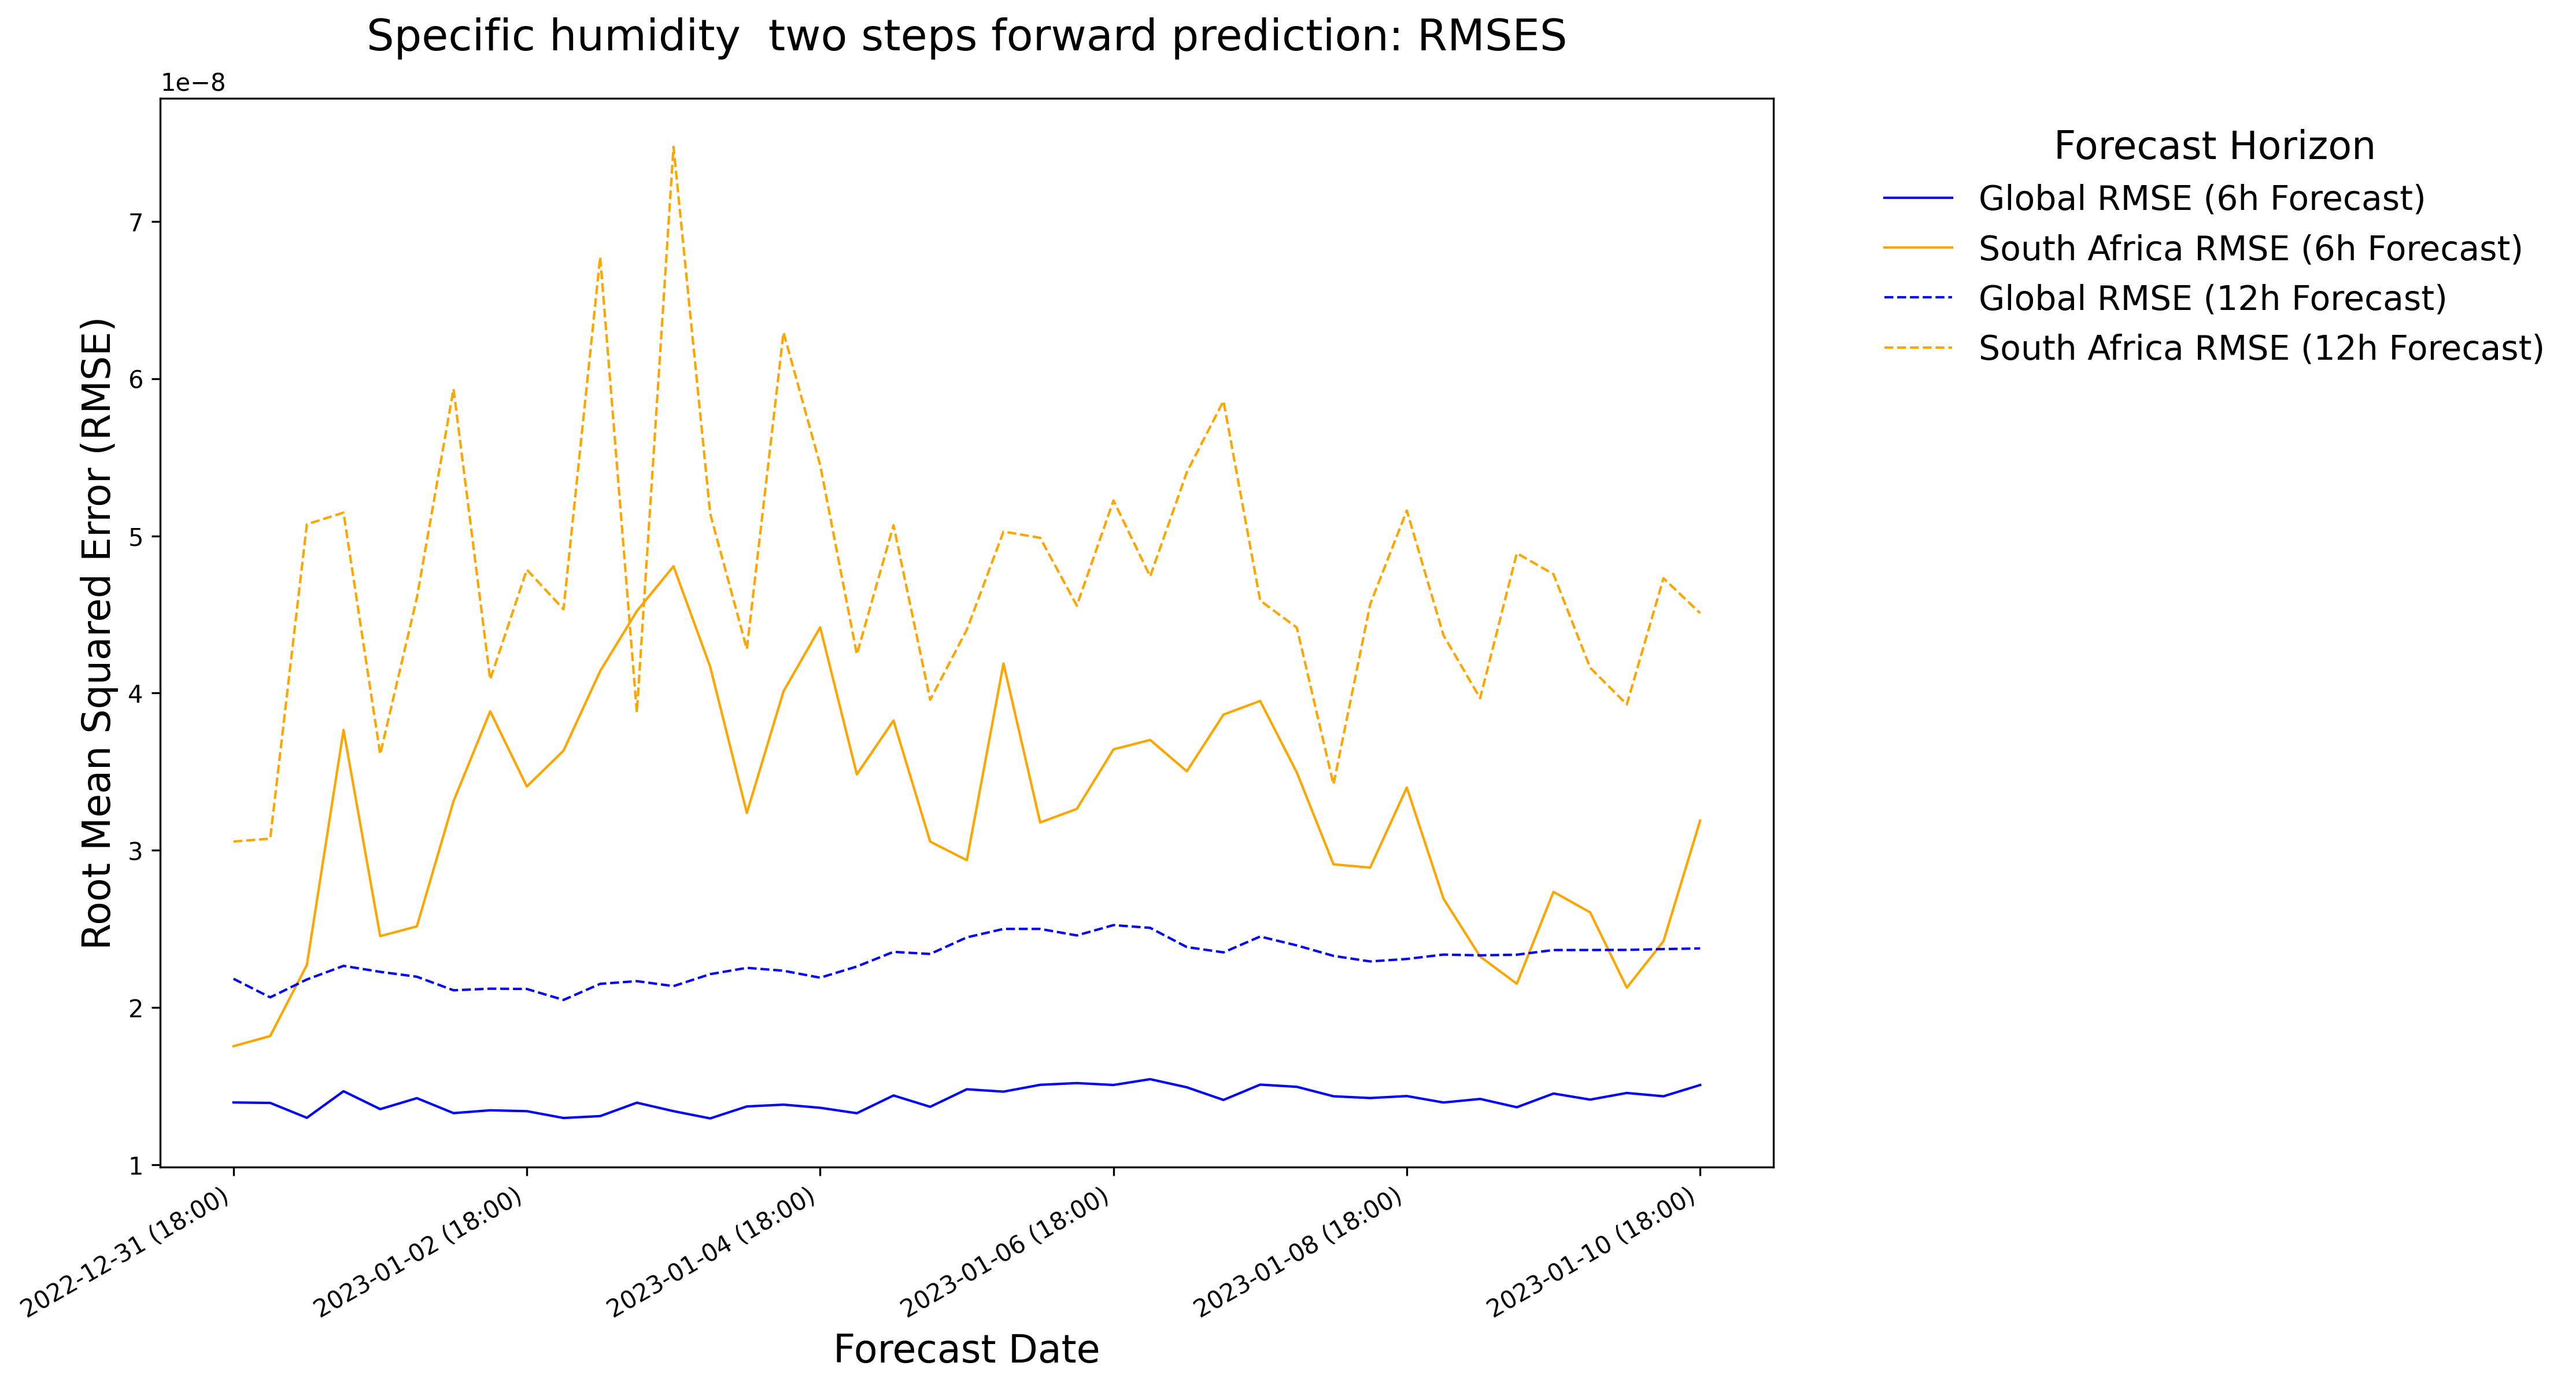 Specific humidity  two steps forward prediction: RMSES
1e−8
Root Mean Squared Error (RMSE)
7
6
5
4
3
2
1
2022-12-31 (18:00)
2023-01-02 (18:00)
2023-01-04 (18:00)
2023-01-06 (18:00)
2023-01-08 (18:00)
2023-01-10 (18:00)
Forecast Date
Forecast Horizon
Global RMSE (6h Forecast)
South Africa RMSE (6h Forecast)
Global RMSE (12h Forecast)
South Africa RMSE (12h Forecast)